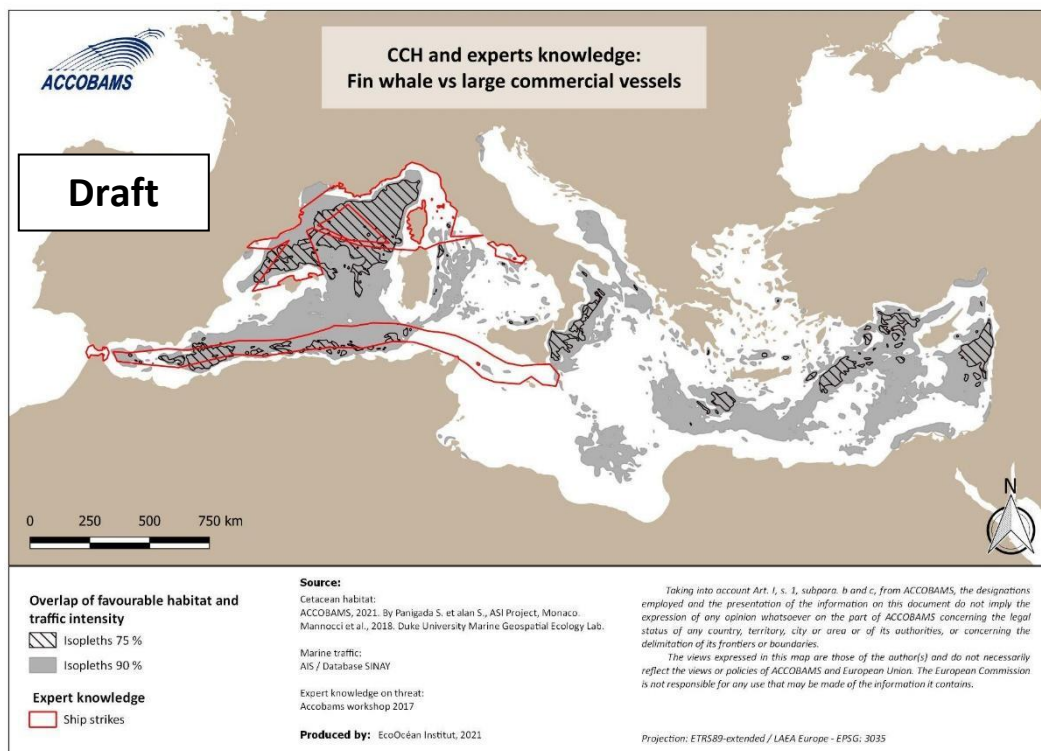 ACCOBAMS
CCH and experts knowledge:
Fin whale vs large commercial vessels
Draft
N
0 250 500 750 km
Overlap of favourable habitat and
traffic intensity
Isopleths 75 %
Isopleths 90 %
Expert knowledge
Ship strikes
Source:
Cetacean habitat:
ACCOBAMS, 2021. By Panigada S. et alan S., ASI Project, Monaco.
Mannocci et al., 2018. Duke University Marine Geospatial Ecology Lab.
Marine traffic:
AIS / Database SINAY
Expert knowledge on threat:
Accobams workshop 2017
Produced by: EcoOcéan Institut, 2021
Taking into account Art. I, s. 1, subpara. b and c, from ACCOBAMS, the designations
employed and the presentation of the information on this document do not imply the
expression of any opinion whatsoever on the part of ACCOBAMS concerning the legal
status of any country, territory, city or area or of its authorities, or concerning the
delimitation of its frontiers or boundaries.
The views expressed in this map are those of the author(s) and do not necessarily
reflect the views or policies of ACCOBAMS and European Union. The European Commission
is not responsible for any use that may be made of the information it contains.
Projection: ETRS89-extended / LAEA Europe - EPSG: 3035